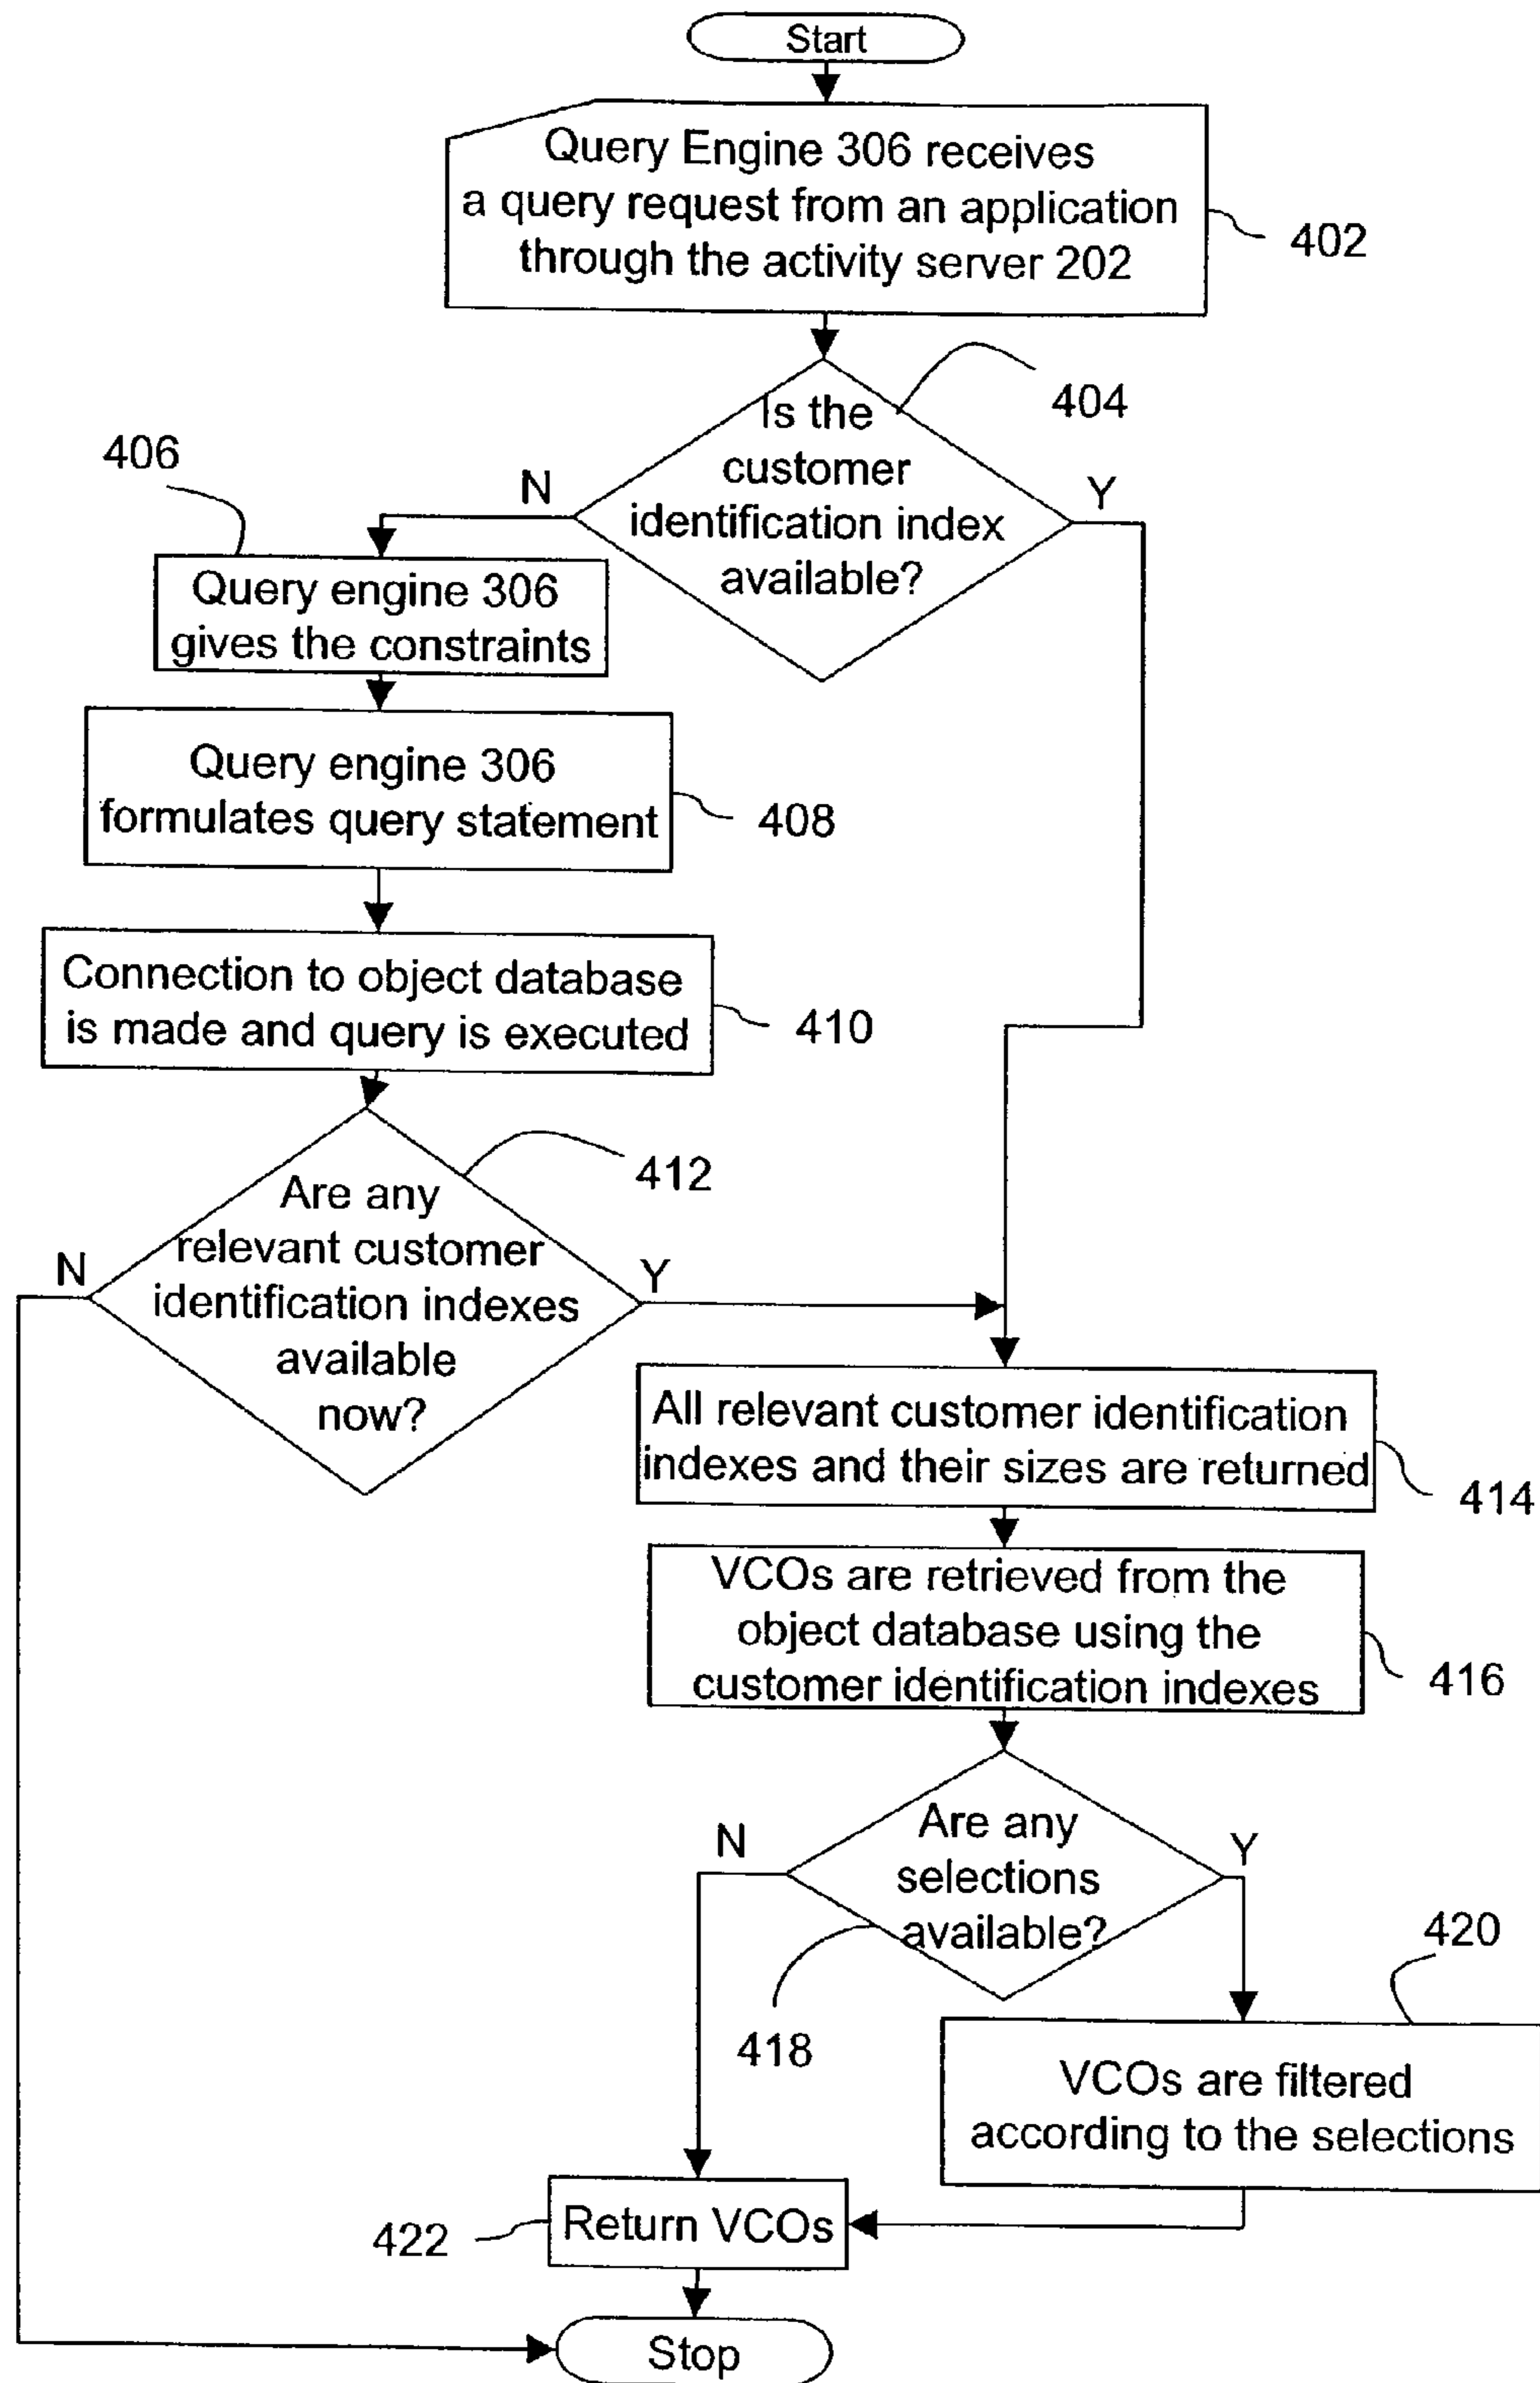 Start
Query Engine 306 receives
a query request from an application
through the activity server 202
402
Is the
customer
identification index
available?
404
N
Y
406
Query engine 306
gives the constraints
Query engine 306
formulates query statement
408
Connection to object database
is made and query is executed
410
Are any
relevant customer
identification indexes
available
now?
412
N
Y
All relevant customer identification
indexes and their sizes are returned
414
VCOs are retrieved from the
object database using the
customer identification indexes
416
Are any
selections
available?
N
Y
418
420
VCOs are filtered
according to the selections
Return VCOs
422
Stop